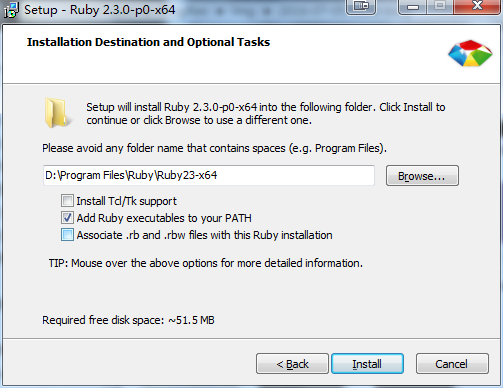 Setup - Ruby 2.3.0-p0-x64
Installation Destination and Optional Tasks
Setup will install Ruby 2.3.0-p0-x64 into the following folder. Click Install to
continue or click Browse to use a different one.
Please avoid any folder name that contains spaces (e.g. Program Files).
D:\Program Files\Ruby\Ruby23-x64
Browse...
Install Tcl/Tk support
Add Ruby executables to your PATH
Associate .rb and .rbw files with this Ruby installation
TIP: Mouse over the above options for more detailed information.
Required free disk space: ~51.5 MB
< Back
Install
Cancel